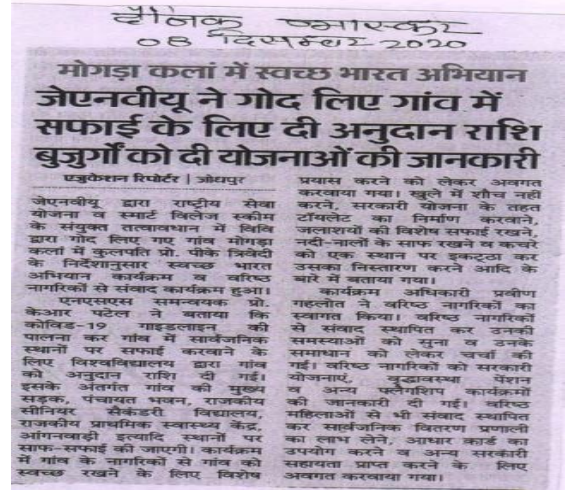 दैनिक भास्कर
08 दिसम्बर 2020
मोगड़ा कलां में स्वच्छ भारत अभियान
जेएनवीयू ने गोद लिए गांव में
सफाई के लिए दी अनुदान राशि
बुजुर्गों को दी योजनाओं की जानकारी
एजुकेशन रिपोर्टर | जोधपुर
जेएनवीयू द्वारा राष्ट्रीय सेवा
योजना व स्मार्ट विलेज स्कीम
के संयुक्त तत्वावधान में विवि
द्वारा गोद लिए गए गांव मोगड़ा
कलां में कुलपति प्रो. पीके त्रिवेदी
के निर्देशानुसार स्वच्छ भारत
अभियान कार्यक्रम व वरिष्ठ
नागरिकों से संवाद कार्यक्रम हुआ।
एनएसएस समन्वयक प्रो.
केआर पटेल ने बताया कि
कोविड-19 गाइडलाइन की
पालना कर गांव में सार्वजनिक
स्थानों पर सफाई करवाने के
लिए विश्वविद्यालय द्वारा गांव
को अनुदान राशि दी गई।
इसके अंतर्गत गांव की मुख्य
सड़क, पंचायत भवन, राजकीय
सीनियर सैकंडरी विद्यालय,
राजकीय प्राथमिक स्वास्थ्य केंद्र,
आंगनवाड़ी इत्यादि स्थानों पर
साफ-सफाई की जाएगी। कार्यक्रम
में गांव के नागरिकों से गांव को
स्वच्छ रखने के लिए विशेष
प्रयास करने को लेकर अवगत
करवाया गया। खुले में शौच नहीं
करने, सरकारी योजना के तहत
टॉयलेट का निर्माण करवाने,
जलाशयों की विशेष सफाई रखने,
नदी-नालों के साफ रखने व कचरे
को एक स्थान पर इकट्ठा कर
उसका निस्तारण करने आदि के
बारे में बताया गया।
कार्यक्रम अधिकारी प्रवीण
गहलोत ने वरिष्ठ नागरिकों का
स्वागत किया। वरिष्ठ नागरिकों
से संवाद स्थापित कर उनकी
समस्याओं को सुना व उनके
समाधान को लेकर चर्चा की
गई। वरिष्ठ नागरिकों को सरकारी
योजनाएं, वृद्धावस्था पेंशन
व अन्य फ्लैगशिप कार्यक्रमों
की जानकारी दी गई। वरिष्ठ
महिलाओं से भी संवाद स्थापित
कर सार्वजनिक वितरण प्रणाली
का लाभ लेने, आधार कार्ड का
उपयोग करने व अन्य सरकारी
सहायता प्राप्त करने के लिए
अवगत करवाया गया।